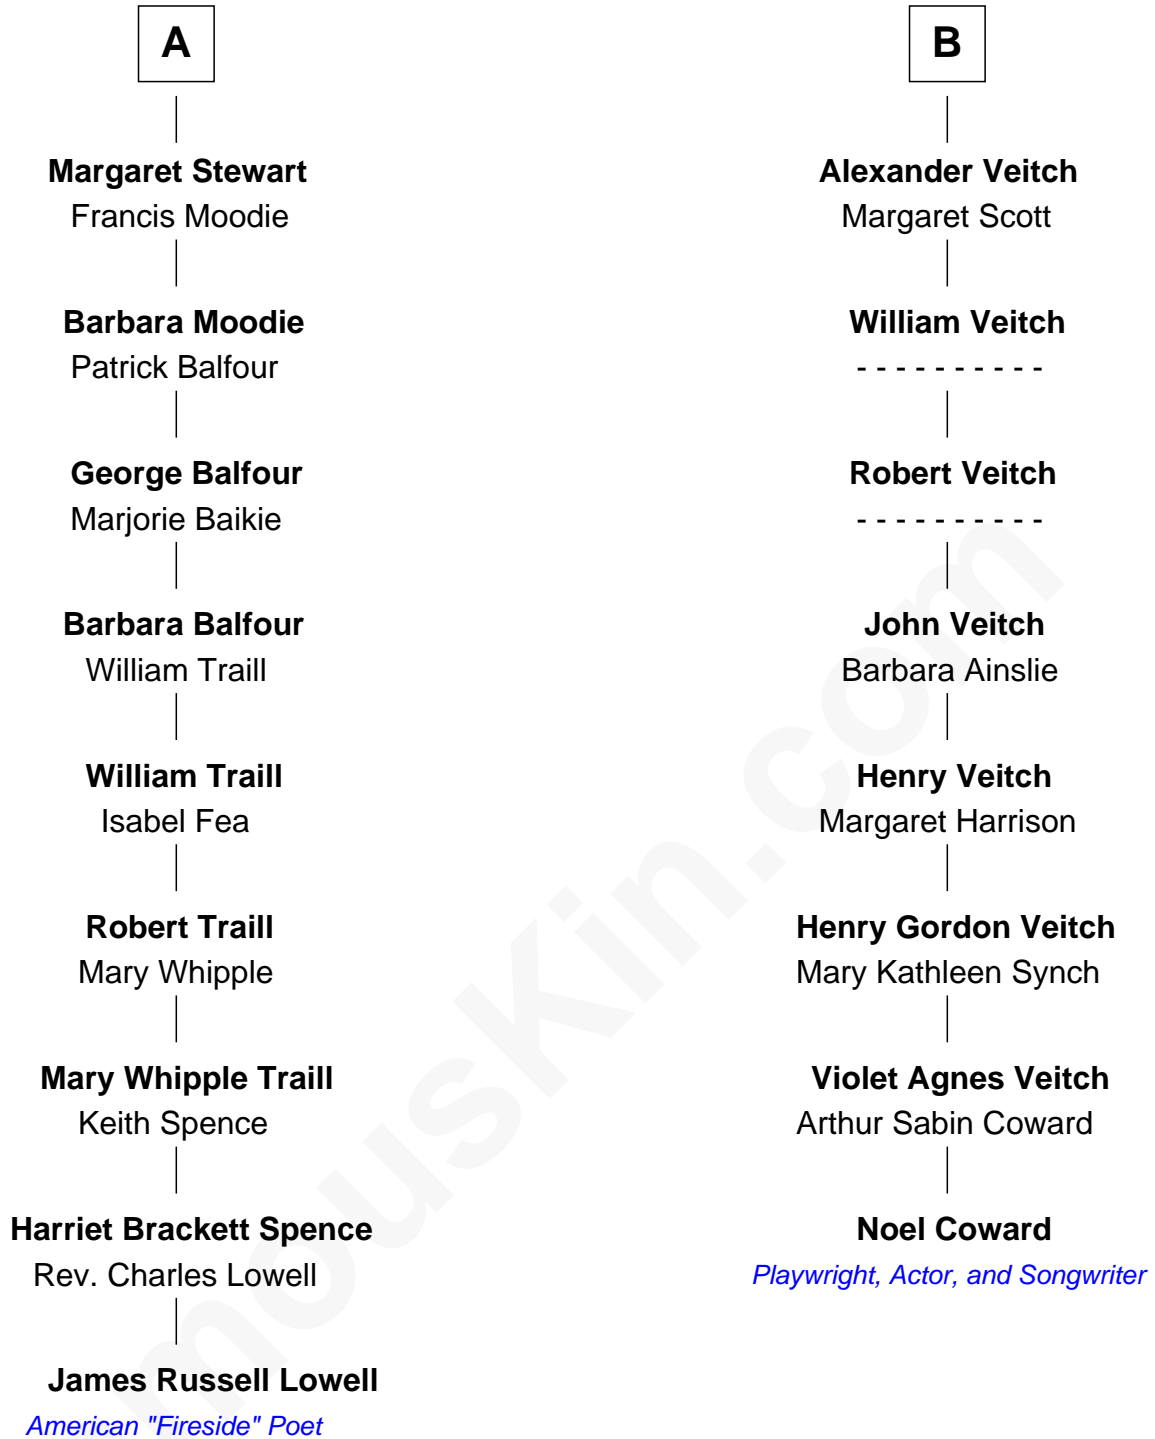 A
Margaret Stewart
Francis Moodie
Barbara Moodie
Patrick Balfour
George Balfour
Marjorie Baikie
Barbara Balfour
William Traill
William Traill
Isabel Fea
Robert Traill
Mary Whipple
Mary Whipple Traill
Keith Spence
Harriet Brackett Spence
Rev. Charles Lowell
James Russell Lowell
American "Fireside" Poet
B
Alexander Veitch
Margaret Scott
William Veitch
- - - - - - - - - -
Robert Veitch
- - - - - - - - - -
John Veitch
Barbara Ainslie
Henry Veitch
Margaret Harrison
Henry Gordon Veitch
Mary Kathleen Synch
Violet Agnes Veitch
Arthur Sabin Coward
Noel Coward
Playwright, Actor, and Songwriter
mousKin.com